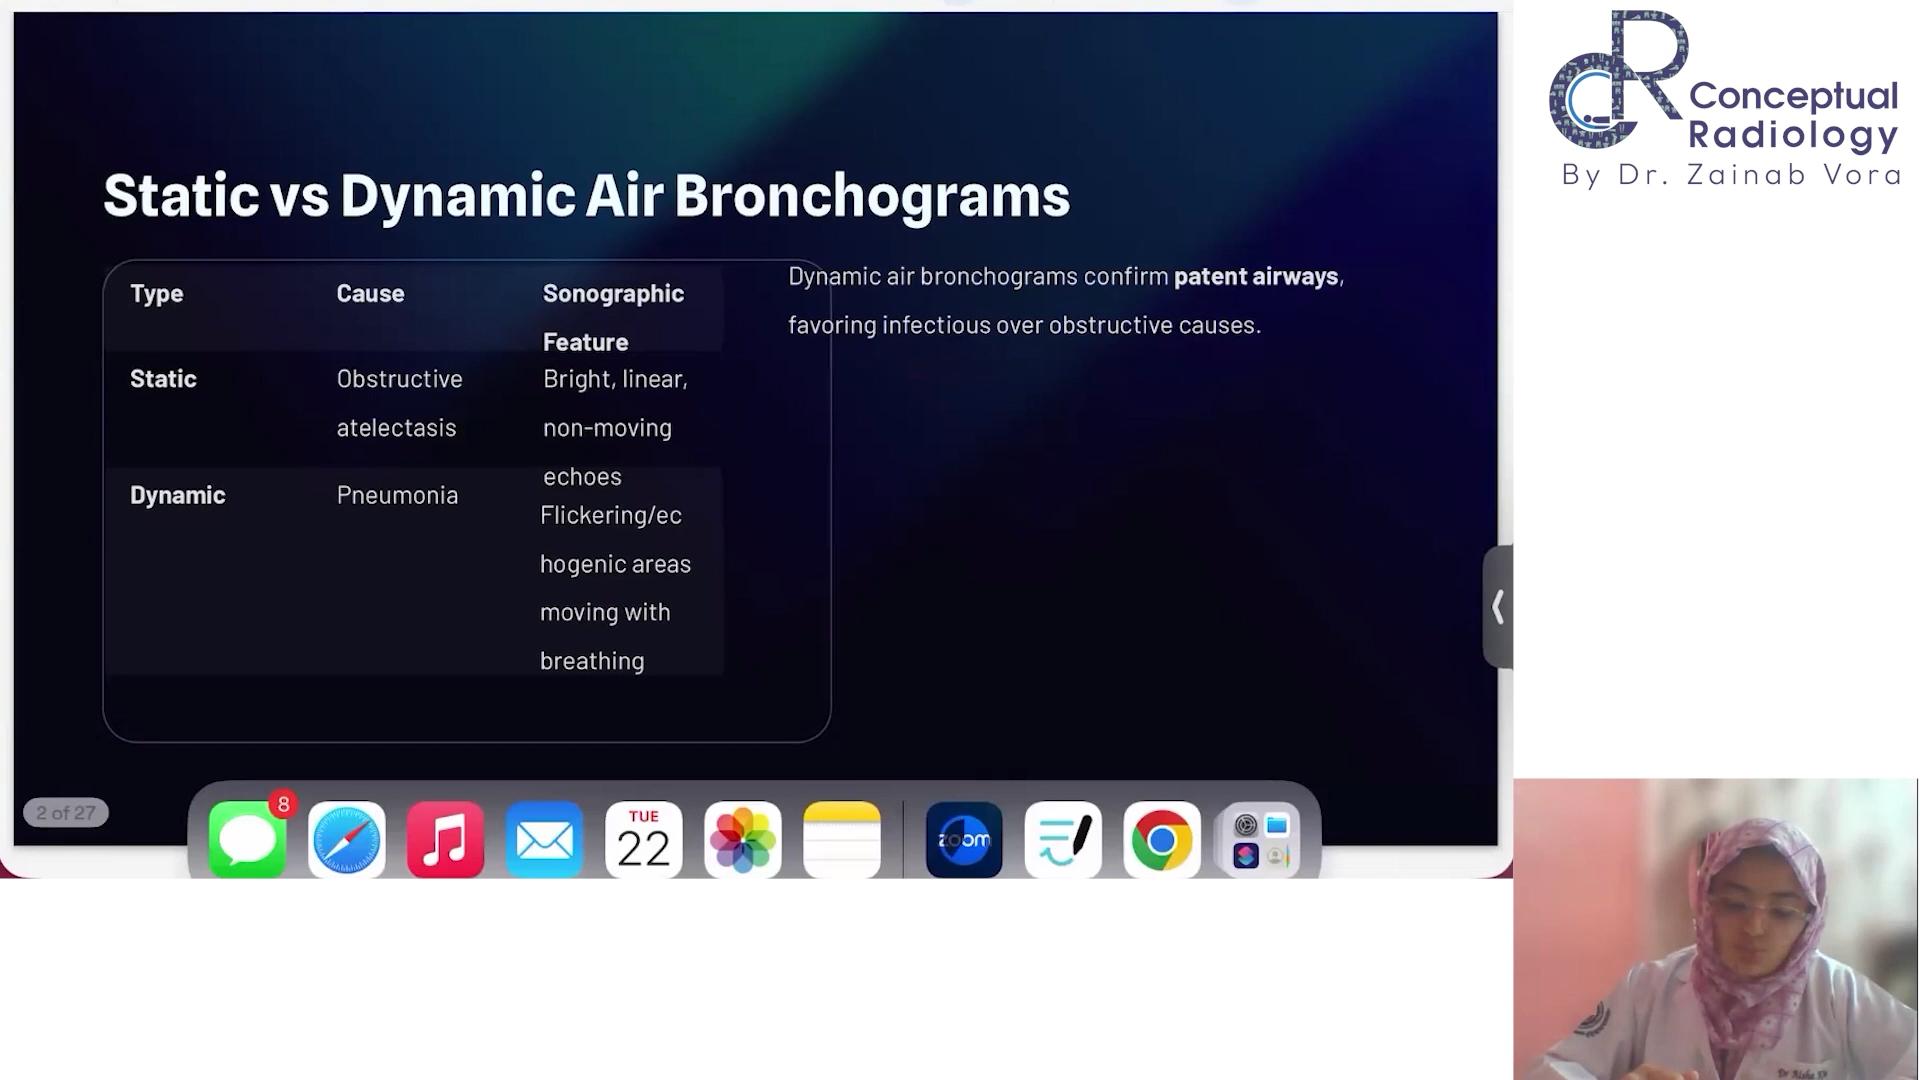 Static vs Dynamic Air Bronchograms
Type Cause Sonographic
Feature
Static Obstructive Bright, linear,
atelectasis non-moving
echoes
Dynamic Pneumonia Flickering/ec
hogenic areas
moving with
breathing
Dynamic air bronchograms confirm patent airways,
favoring infectious over obstructive causes.
2 of 27
8
TUE
22
zoom
CR
Conceptual
Radiology
By Dr. Zainab Vora